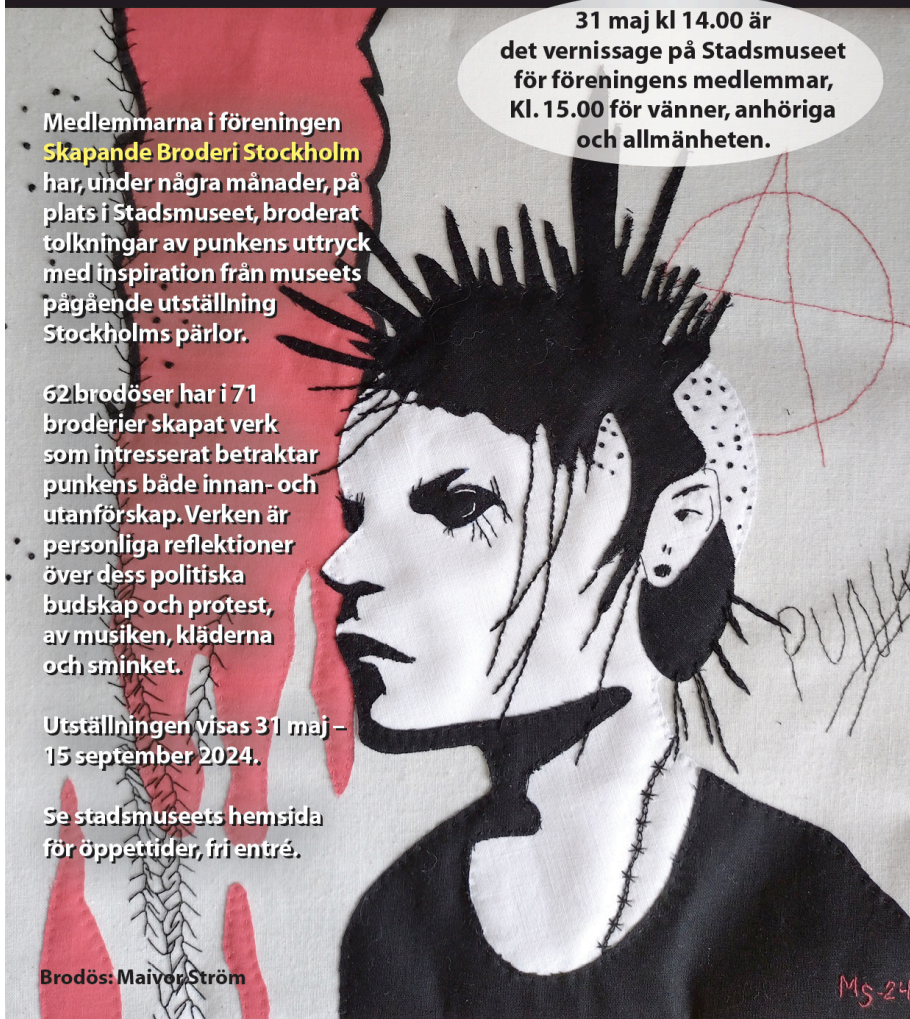 31 maj kl 14.00 är
det vernissage på Stadsmuseet
för föreningens medlemmar,
Kl. 15.00 för vänner, anhöriga
och allmänheten.
Medlemmarna i föreningen
Skapande Broderi Stockholm
har, under några månader, på
plats i Stadsmuseet, broderat
tolkningar av punkens uttryck
med inspiration från museets
pågående utställning
Stockholms pärlor.
62 brodöser har i 71
broderier skapat verk
som intresserat betraktar
punkens både innan- och
utanförskap. Verken är
personliga reflektioner
över dess politiska
budskap och protest,
av musiken, kläderna
och sminket.
Utställningen visas 31 maj –
15 september 2024.
Se stadsmuseets hemsida
för öppettider, fri entré.
PUNK
Brodös: Maivor Ström
MS-24